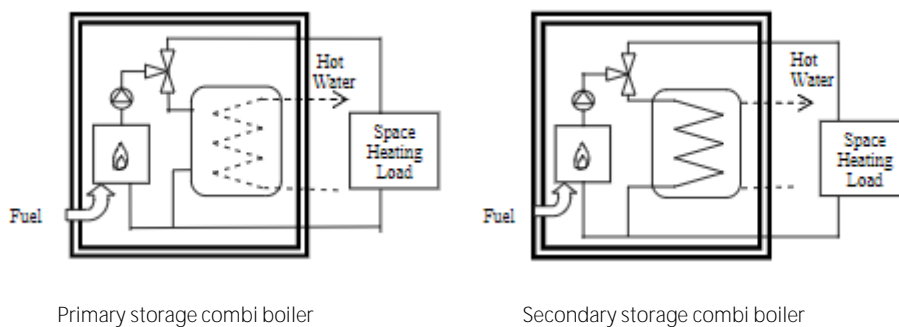 Hot
Water
Space
Heating
Load
Fuel
Primary storage combi boiler
Hot
Water
Space
Heating
Load
Fuel
Secondary storage combi boiler